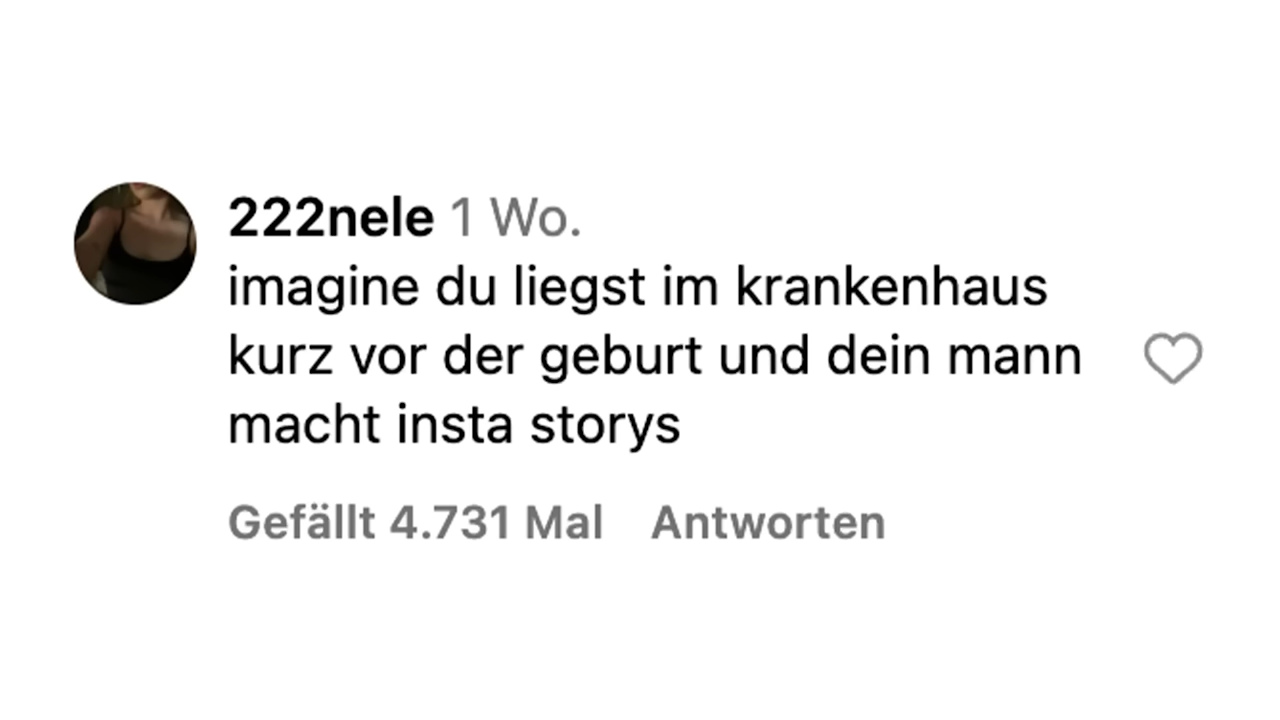 222nele 1 Wo.
imagine du liegst im krankenhaus
kurz vor der geburt und dein mann
macht insta storys
Gefällt 4.731 Mal Antworten